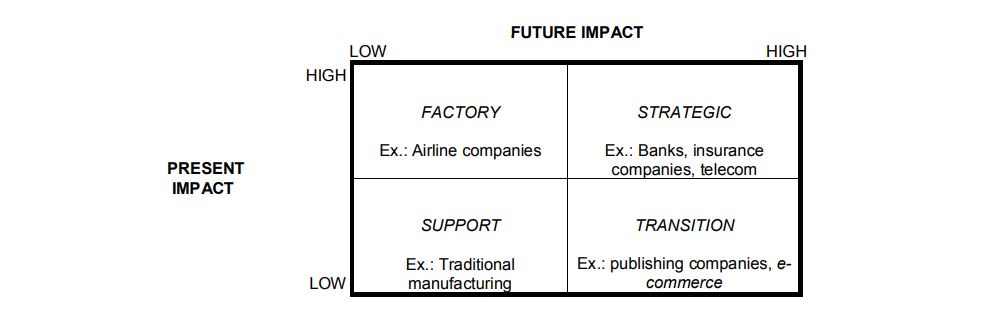 FUTURE IMPACT
LOW
HIGH
HIGH
FACTORY
STRATEGIC
Ex.: Airline companies
Ex.: Banks, insurance
companies, telecom
PRESENT
IMPACT
SUPPORT
TRANSITION
Ex.: Traditional
manufacturing
Ex.: publishing companies, e-
commerce
LOW